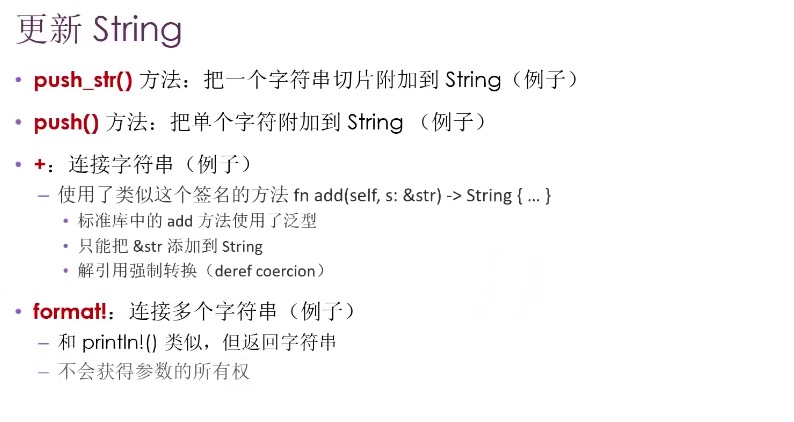 更新 String
• push_str() 方法：把一个字符串切片附加到 String（例子）
• push() 方法：把单个字符附加到 String （例子）
• +：连接字符串（例子）
– 使用了类似这个签名的方法 fn add(self, s: &str) -> String { ... }
• 标准库中的 add 方法使用了泛型
• 只能把 &str 添加到 String
• 解引用强制转换（deref coercion）
• format!：连接多个字符串（例子）
– 和 println!() 类似，但返回字符串
– 不会获得参数的所有权